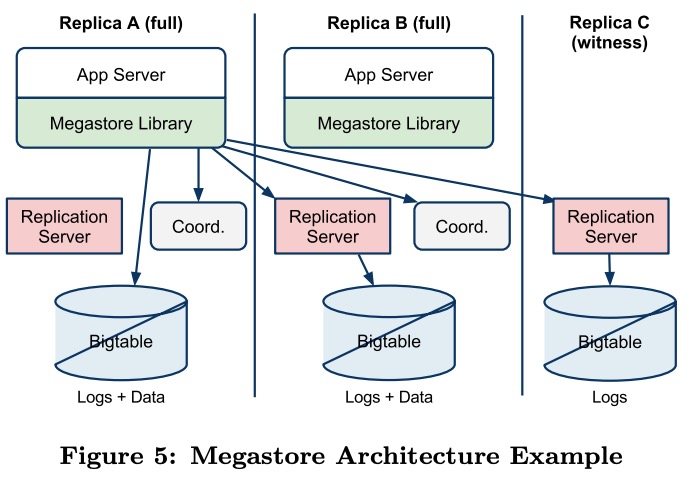 Replica A (full)
Replica B (full)
Replica C
(witness)
App Server
Megastore Library
App Server
Megastore Library
Replication
Server
Coord.
Replication
Server
Coord.
Replication
Server
Bigtable
Bigtable
Bigtable
Logs + Data
Logs + Data
Logs
Figure 5: Megastore Architecture Example